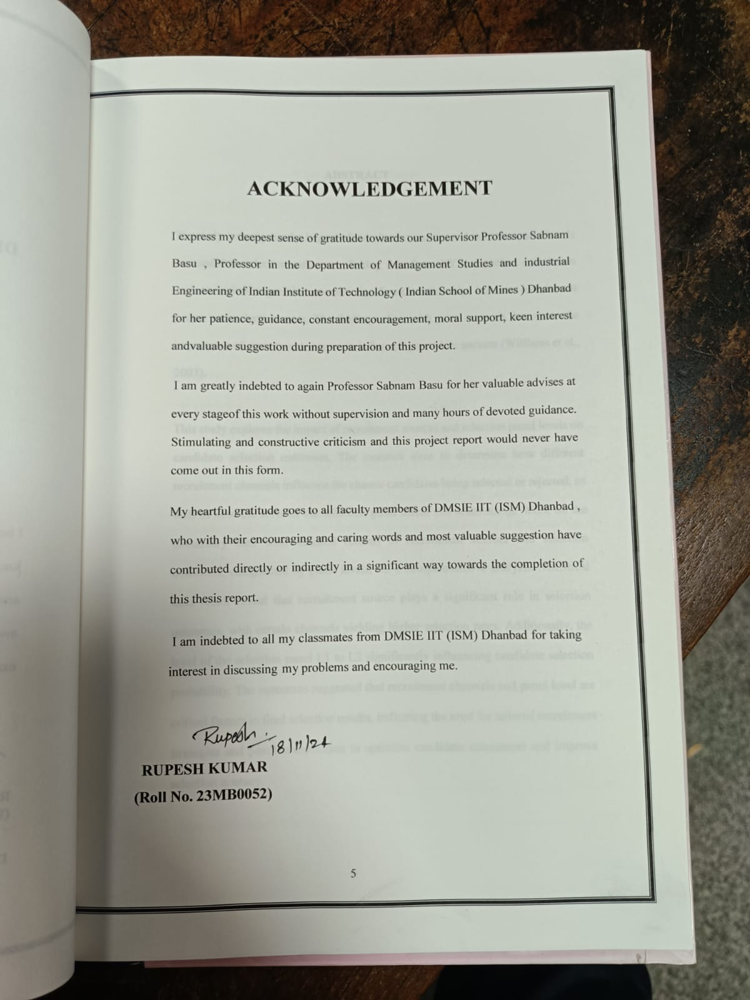 ACKNOWLEDGEMENT
I express my deepest sense of gratitude towards our Supervisor Professor Sabnam
Basu , Professor in the Department of Management Studies and industrial
Engineering of Indian Institute of Technology ( Indian School of Mines ) Dhanbad
for her patience, guidance, constant encouragement, moral support, keen interest
andvaluable suggestion during preparation of this project.
I am greatly indebted to again Professor Sabnam Basu for her valuable advises at
every stageof this work without supervision and many hours of devoted guidance.
Stimulating and constructive criticism and this project report would never have
come out in this form.
My heartful gratitude goes to all faculty members of DMSIE IIT (ISM) Dhanbad ,
who with their encouraging and caring words and most valuable suggestion have
contributed directly or indirectly in a significant way towards the completion of
this thesis report.
I am indebted to all my classmates from DMSIE IIT (ISM) Dhanbad for taking
interest in discussing my problems and encouraging me.
Rupesh
18/11/24
RUPESH KUMAR
(Roll No. 23MB0052)
5